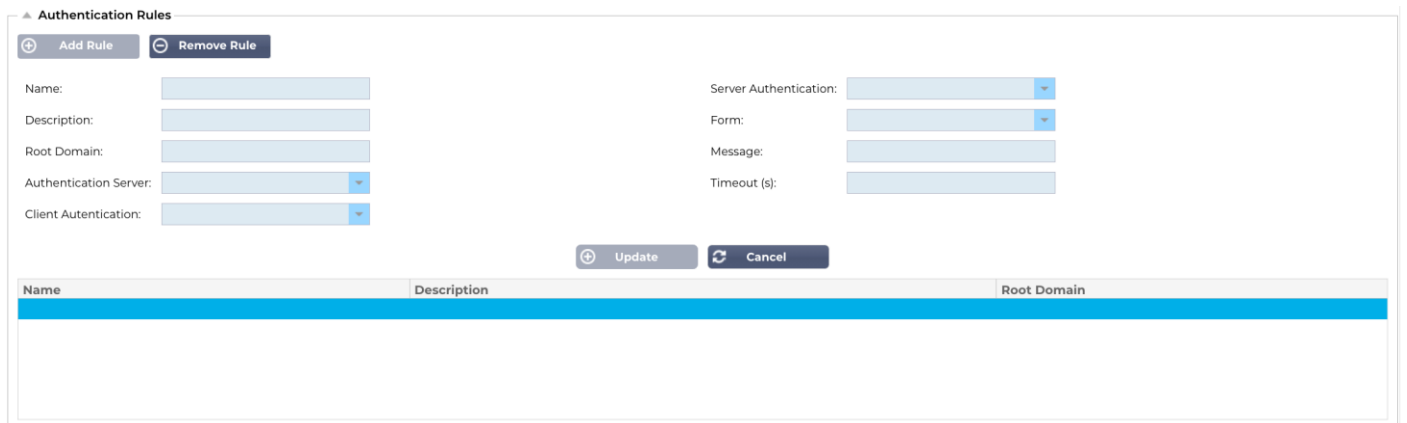 Authentication Rules
Add Rule Remove Rule
Name: Server Authentication:
Description: Form:
Root Domain: Message:
Authentication Server: Timeout (s):
Client Autentication:
Update Cancel
Name Description Root Domain